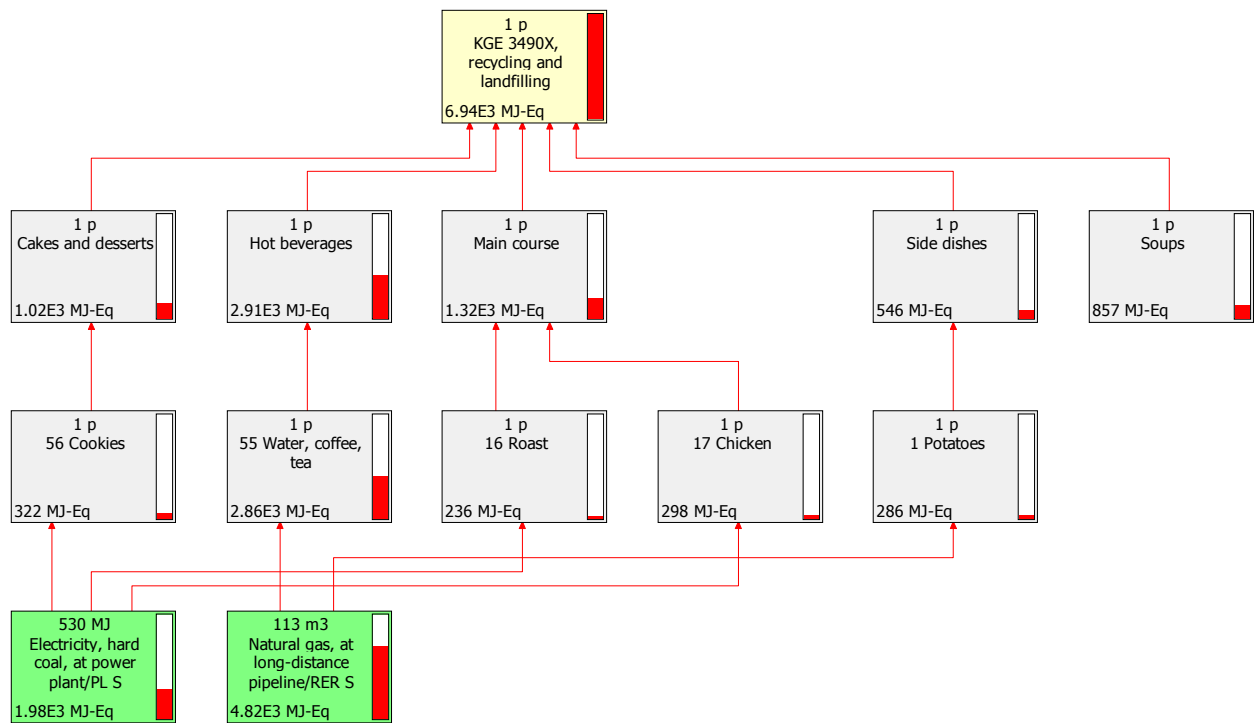 1 p
KGE 3490X,
recycling and
landfilling
6.94E3 MJ-Eq
1 p
Cakes and desserts
1.02E3 MJ-Eq
1 p
Hot beverages
2.91E3 MJ-Eq
1 p
Main course
1.32E3 MJ-Eq
1 p
Side dishes
546 MJ-Eq
1 p
Soups
857 MJ-Eq
1 p
56 Cookies
322 MJ-Eq
1 p
55 Water, coffee,
tea
2.86E3 MJ-Eq
1 p
16 Roast
236 MJ-Eq
1 p
17 Chicken
298 MJ-Eq
1 p
1 Potatoes
286 MJ-Eq
530 MJ
Electricity, hard
coal, at power
plant/PL S
1.98E3 MJ-Eq
113 m3
Natural gas, at
long-distance
pipeline/RER S
4.82E3 MJ-Eq